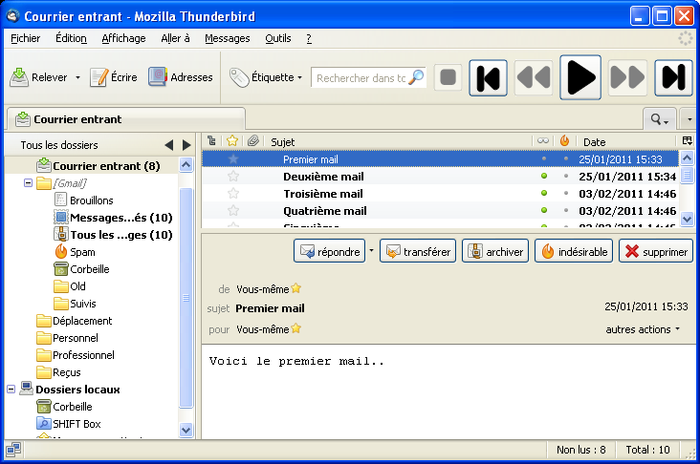 Courrier entrant - Mozilla Thunderbird
Fichier Édition Affichage Aller à Messages Outils ?
Relever Écrire Adresses Étiquette Rechercher dans to
Courrier entrant
Tous les dossiers
Courrier entrant (8)
[Gmail]
Brouillons
Messages...és (10)
Tous les ...ges (10)
Spam
Corbeille
Old
Suivis
Déplacement
Personnel
Professionnel
Reçus
Dossiers locaux
Corbeille
SHIFT Box
Sujet Date
Premier mail 25/01/2011 15:33
Deuxième mail 25/01/2011 15:34
Troisième mail 03/02/2011 14:46
Quatrième mail 03/02/2011 14:46
répondre transférer archiver indésirable supprimer
de Vous-même
sujet Premier mail 25/01/2011 15:33
pour Vous-même autres actions
Voici le premier mail..
Non lus : 8 Total : 10